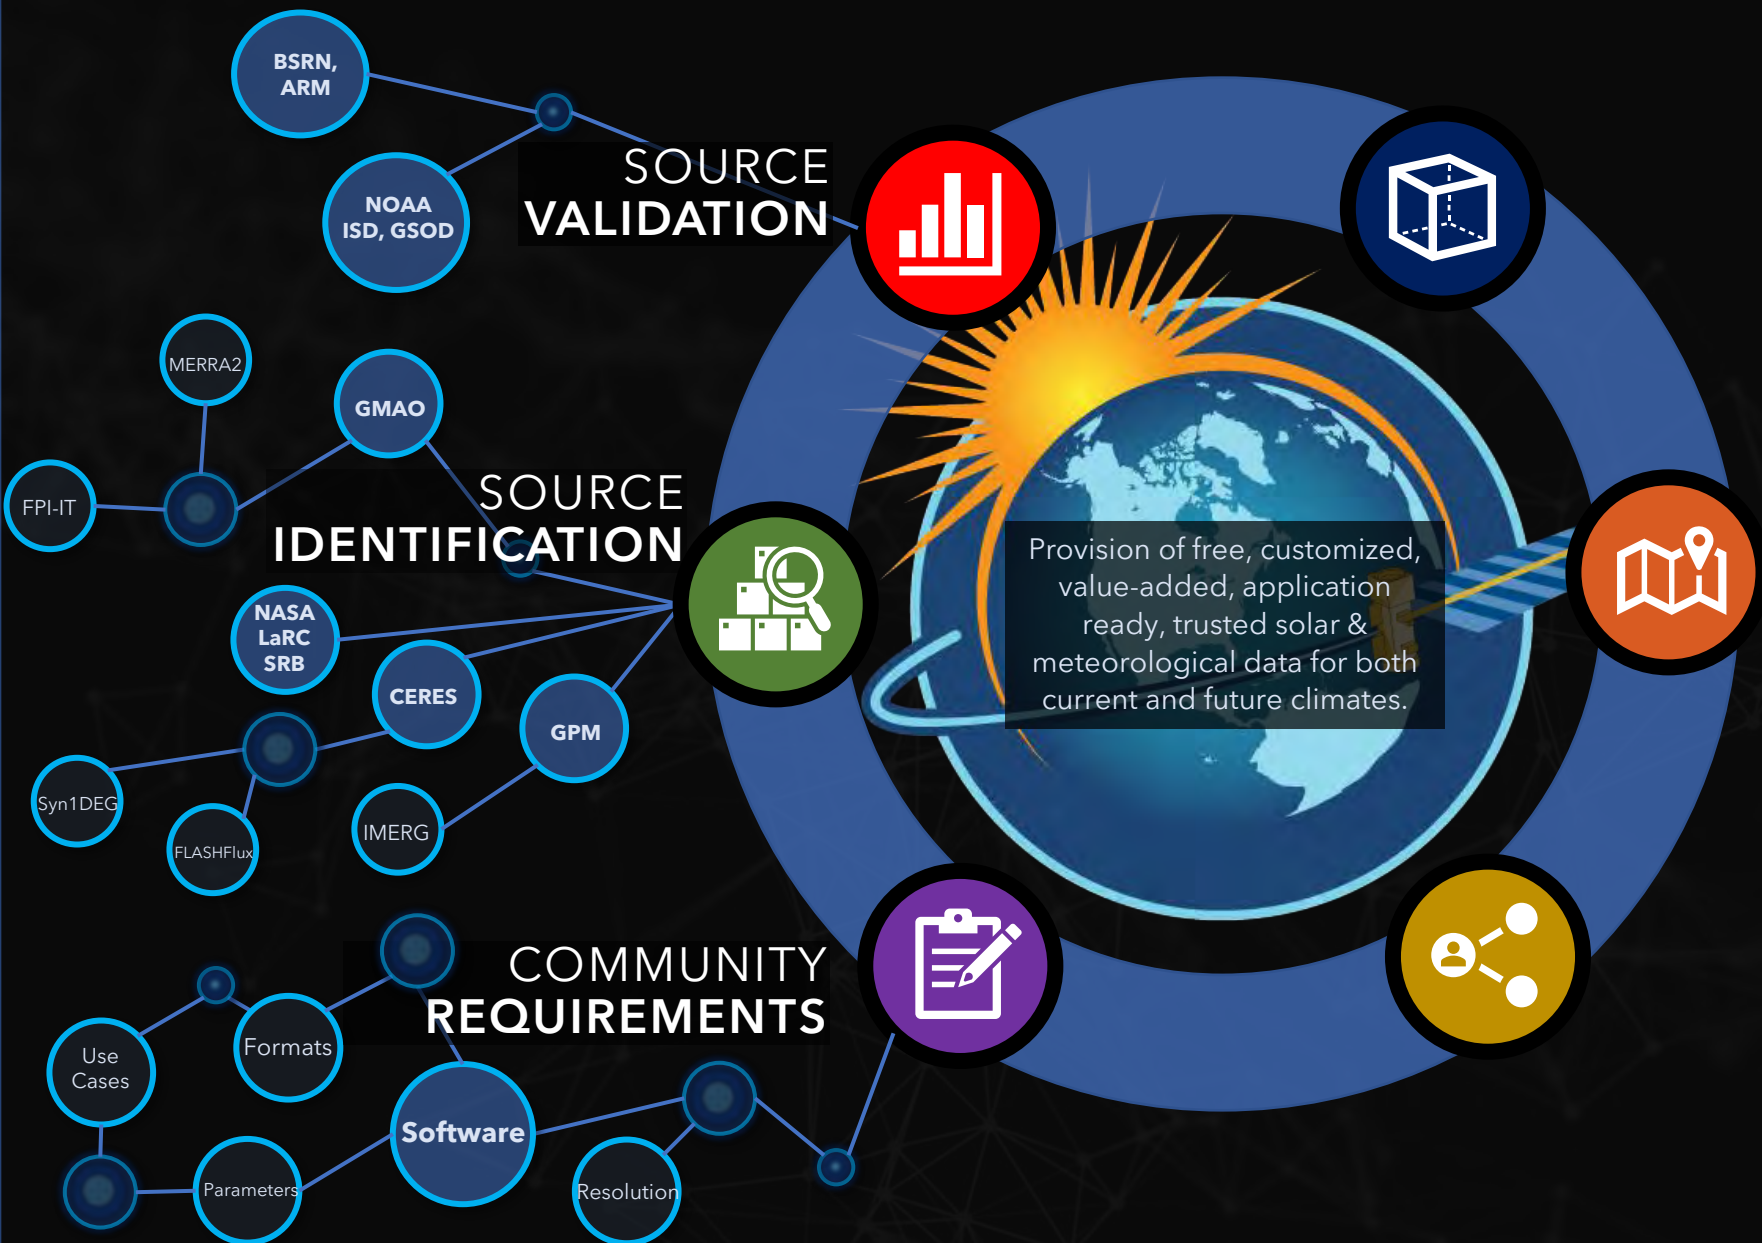 BSRN,
ARM
NOAA
ISD, GSOD
SOURCE
VALIDATION
MERRA2
GMAO
FPI-IT
SOURCE
IDENTIFICATION
NASA
LaRC
SRB
CERES
GPM
Syn1DEG
FLASHFlux
IMERG
Provision of free, customized,
value-added, application
ready, trusted solar &
meteorological data for both
current and future climates.
COMMUNITY
REQUIREMENTS
Use
Cases
Formats
Software
Parameters
Resolution